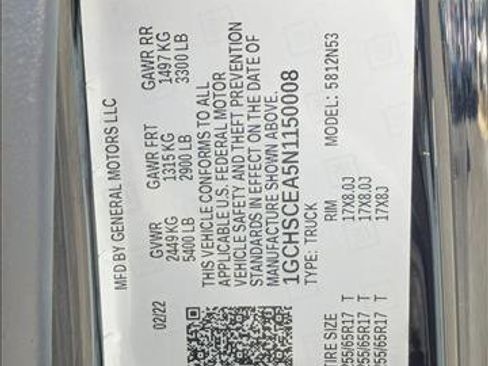 MFD BY GENERAL MOTORS LLC
02/22 GVWR GAWR FRT GAWR RR
2449 KG 1315 KG 1497 KG
5400 LB 2900 LB 3300 LB
THIS VEHICLE CONFORMS TO ALL
APPLICABLE U.S. FEDERAL MOTOR
VEHICLE SAFETY AND THEFT PREVENTION
STANDARDS IN EFFECT ON THE DATE OF
MANUFACTURE SHOWN ABOVE.
1GCHSCEA5N1150008
TYPE: TRUCK MODEL: 5812N53
TIRE SIZE RIM
255/65R17 T 17X8.0J
255/65R17 T 17X8.0J
255/65R17 T 17X8J